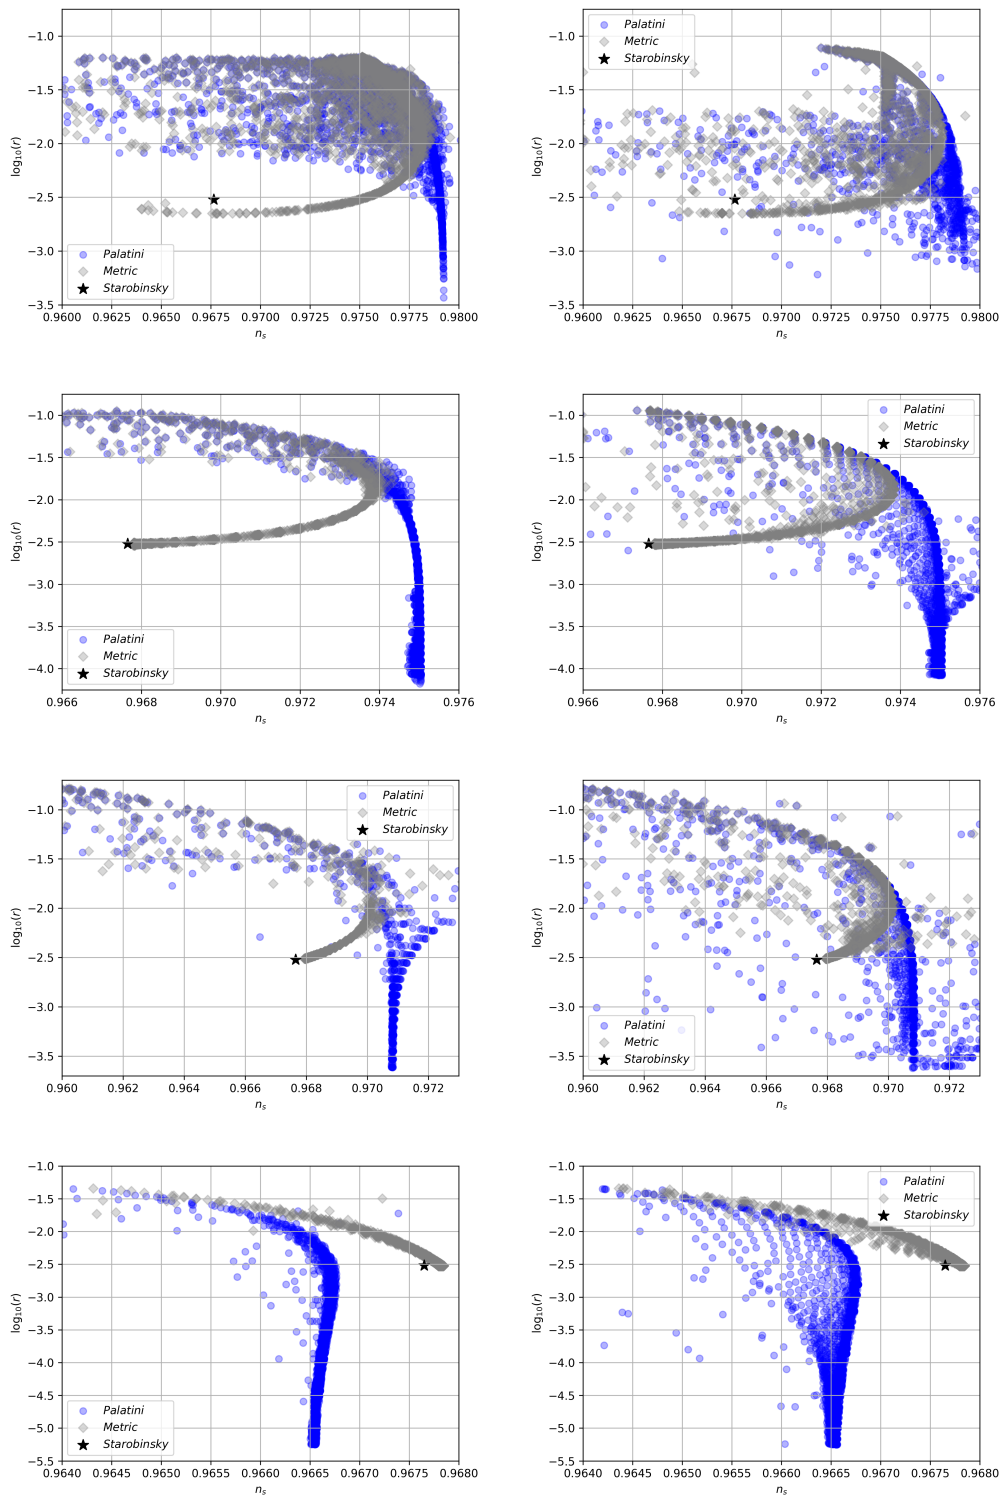 −1.0
−1.5
−2.0
−2.5
−3.0
−3.5
log₁₀(r)
Palatini
Metric
Starobinsky
0.9600 0.9625 0.9650 0.9675 0.9700 0.9725 0.9750 0.9775 0.9800
nₛ
−1.0
−1.5
−2.0
−2.5
−3.0
−3.5
log₁₀(r)
Palatini
Metric
Starobinsky
0.9600 0.9625 0.9650 0.9675 0.9700 0.9725 0.9750 0.9775 0.9800
nₛ
−1.0
−1.5
−2.0
−2.5
−3.0
−3.5
−4.0
log₁₀(r)
Palatini
Metric
Starobinsky
0.966 0.968 0.970 0.972 0.974 0.976
nₛ
−1.0
−1.5
−2.0
−2.5
−3.0
−3.5
−4.0
log₁₀(r)
Palatini
Metric
Starobinsky
0.966 0.968 0.970 0.972 0.974 0.976
nₛ
−1.0
−1.5
−2.0
−2.5
−3.0
−3.5
log₁₀(r)
Palatini
Metric
Starobinsky
0.960 0.962 0.964 0.966 0.968 0.970 0.972
nₛ
−1.0
−1.5
−2.0
−2.5
−3.0
−3.5
log₁₀(r)
Palatini
Metric
Starobinsky
0.960 0.962 0.964 0.966 0.968 0.970 0.972
nₛ
−1.0
−1.5
−2.0
−2.5
−3.0
−3.5
−4.0
−4.5
−5.0
−5.5
log₁₀(r)
Palatini
Metric
Starobinsky
0.9640 0.9645 0.9650 0.9655 0.9660 0.9665 0.9670 0.9675 0.9680
nₛ
−1.0
−1.5
−2.0
−2.5
−3.0
−3.5
−4.0
−4.5
−5.0
−5.5
log₁₀(r)
Palatini
Metric
Starobinsky
0.9640 0.9645 0.9650 0.9655 0.9660 0.9665 0.9670 0.9675 0.9680
nₛ